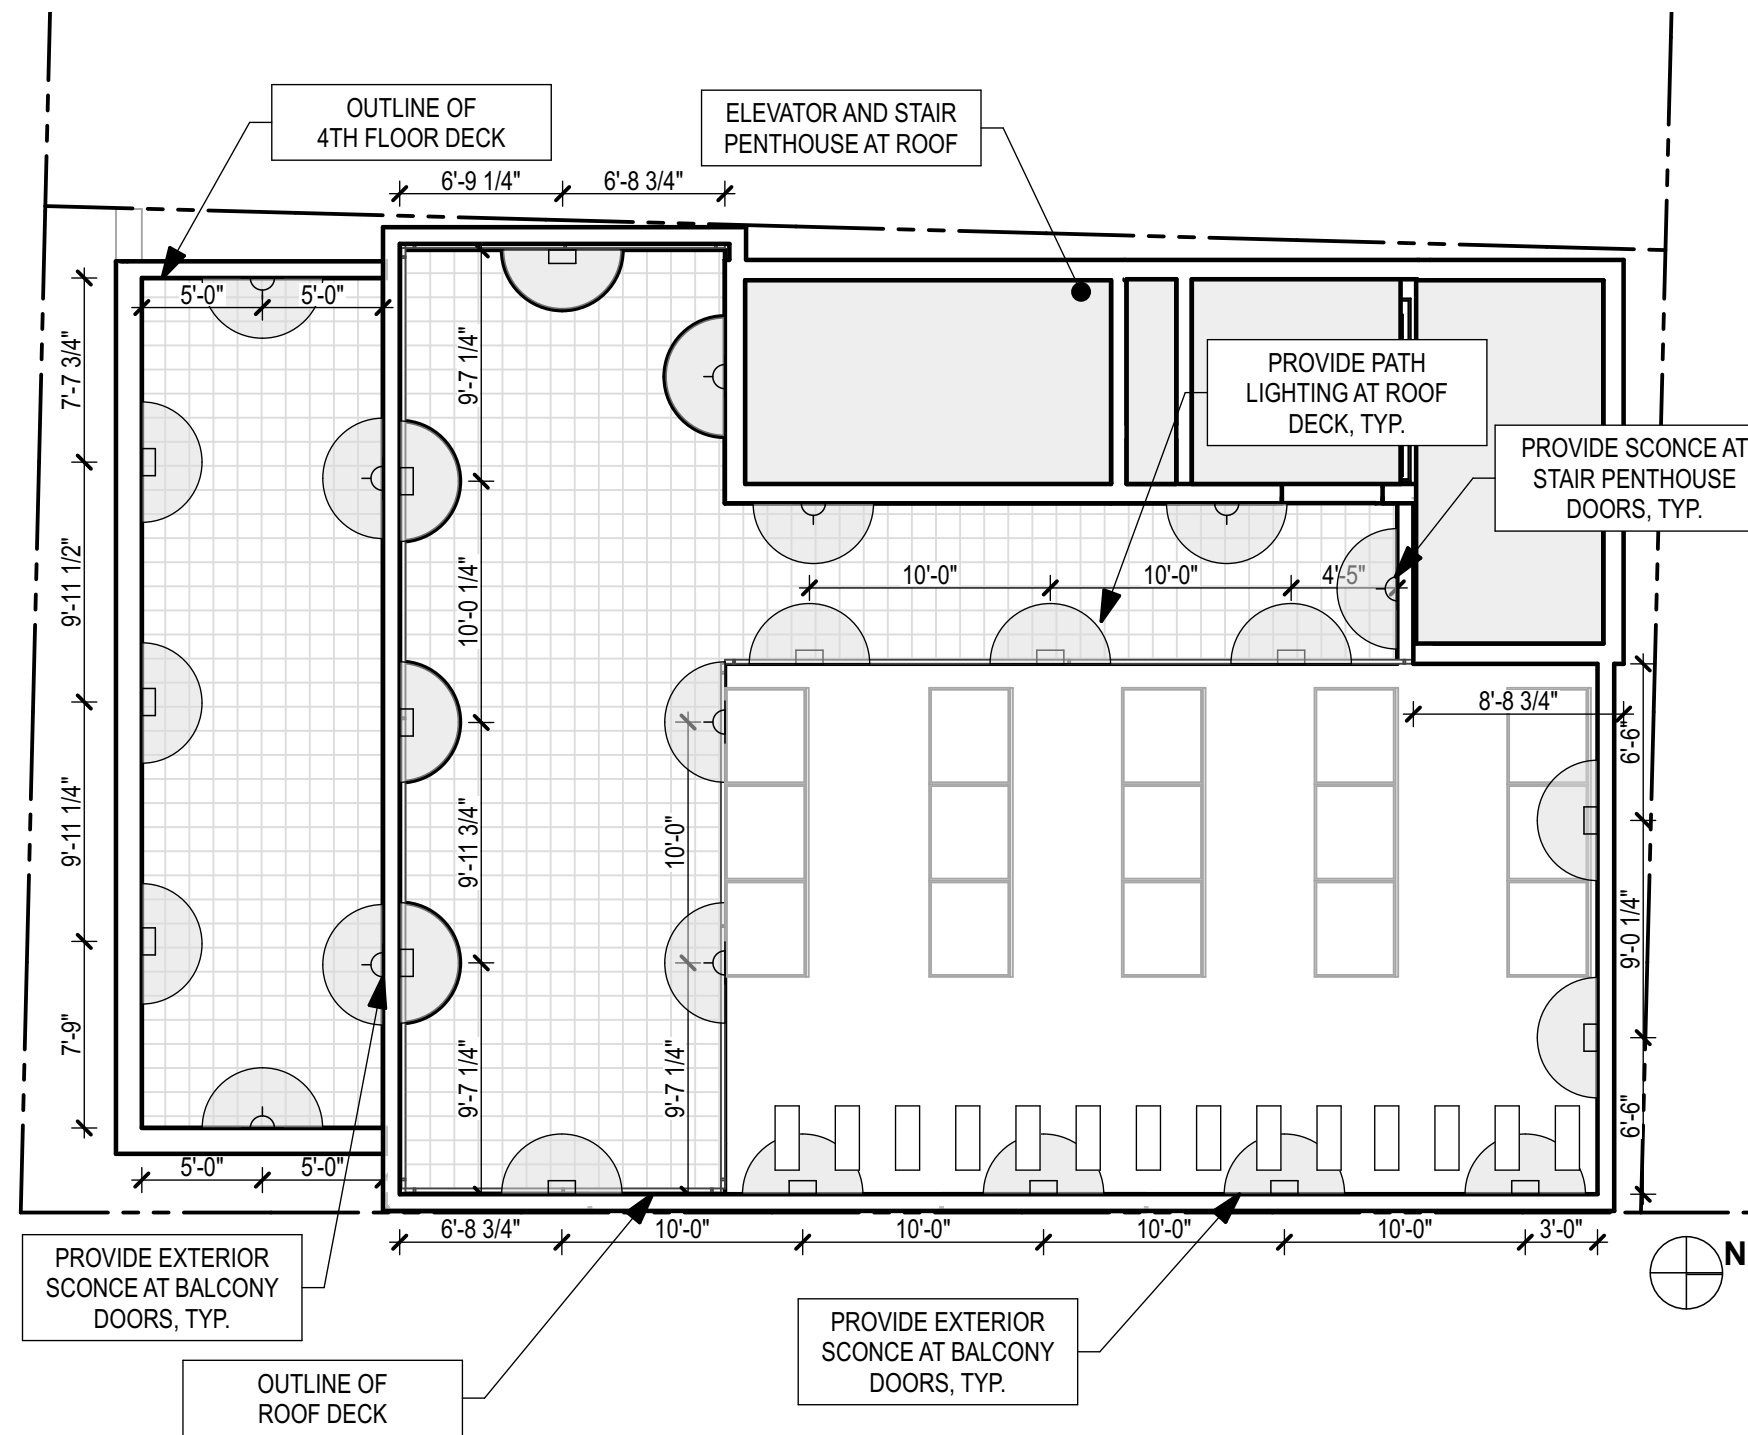 OUTLINE OF
4TH FLOOR DECK
ELEVATOR AND STAIR
PENTHOUSE AT ROOF
6'-9 1/4"
6'-8 3/4"
5'-0"
5'-0"
7'-7 3/4"
9'-7 1/4"
PROVIDE PATH
LIGHTING AT ROOF
DECK, TYP.
PROVIDE SCONCE AT
STAIR PENTHOUSE
DOORS, TYP.
9'-11 1/2"
10'-0 1/4"
10'-0"
10'-0"
4'-5"
8'-8 3/4"
6'-6"
9'-11 1/4"
9'-11 3/4"
10'-0"
9'-0 1/4"
7'-9"
9'-7 1/4"
9'-7 1/4"
6'-6"
5'-0"
5'-0"
6'-8 3/4"
10'-0"
10'-0"
10'-0"
10'-0"
3'-0"
N
PROVIDE EXTERIOR
SCONCE AT BALCONY
DOORS, TYP.
PROVIDE EXTERIOR
SCONCE AT BALCONY
DOORS, TYP.
OUTLINE OF
ROOF DECK